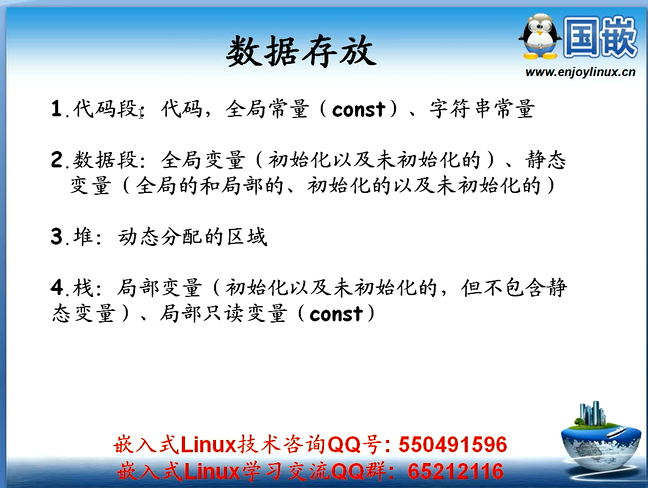 数据存放
国嵌
www.enjoylinux.cn
1.代码段：代码，全局常量（const）、字符串常量
2.数据段：全局变量（初始化以及未初始化的）、静态
变量（全局的和局部的、初始化的以及未初始化的）
3.堆：动态分配的区域
4.栈：局部变量（初始化以及未初始化的，但不包含静
态变量）、局部只读变量（const）
嵌入式Linux技术咨询QQ号: 550491596
嵌入式Linux学习交流QQ群: 65212116